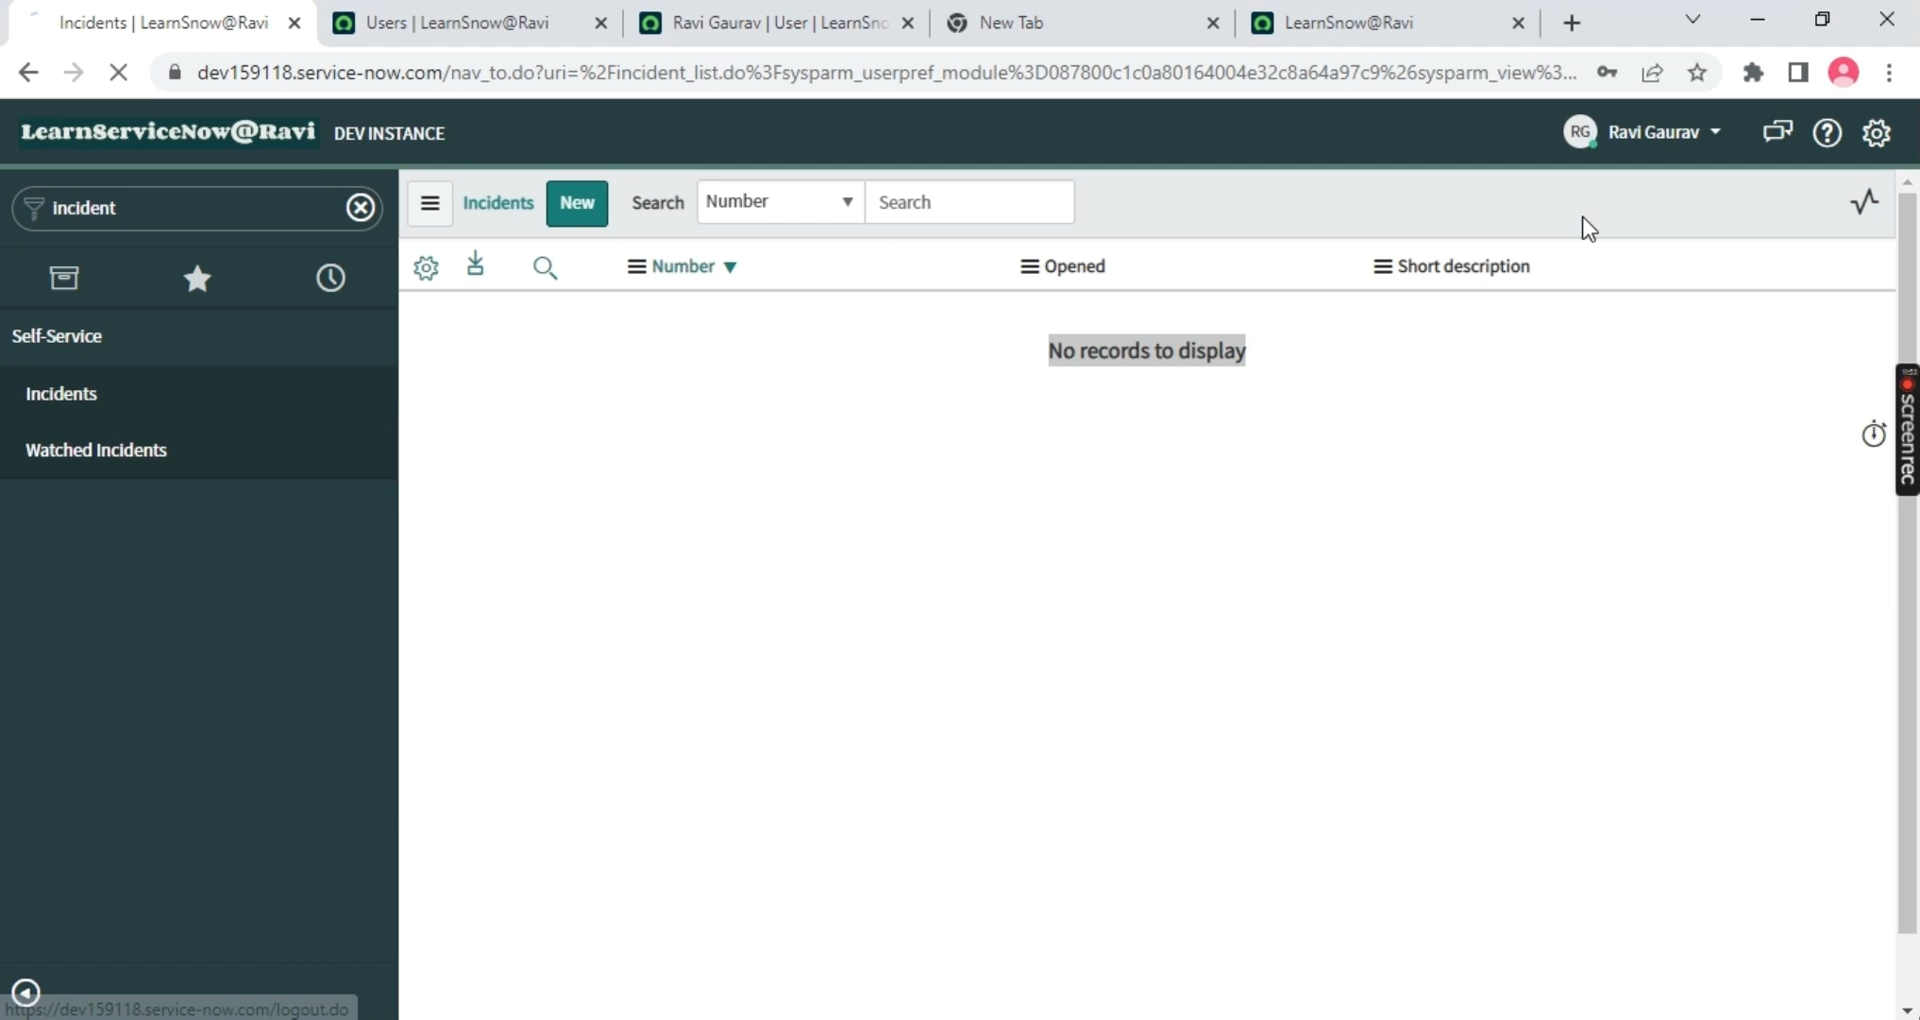 Incidents | LearnSnow@Ravi
Users | LearnSnow@Ravi
Ravi Gaurav | User | LearnSno
New Tab
LearnSnow@Ravi
dev159118.service-now.com/nav_to.do?uri=%2Fincident_list.do%3Fsysparm_userpref_module%3D087800c1c0a80164004e32c8a64a97c9%26sysparm_view%3...
LearnServiceNow@Ravi DEV INSTANCE
RG Ravi Gaurav
incident
Incidents New Search Number Search
Number Opened Short description
Self-Service
No records to display
Incidents
Watched Incidents
screenrec
https://dev159118.service-now.com/logout.do